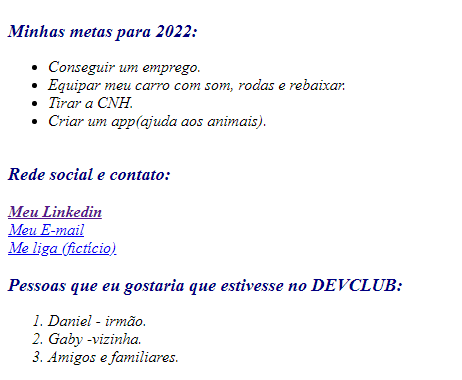 Minhas metas para 2022:
• Conseguir um emprego.
• Equipar meu carro com som, rodas e rebaixar.
• Tirar a CNH.
• Criar um app(ajuda aos animais).
Rede social e contato:
Meu Linkedin
Meu E-mail
Me liga (fictício)
Pessoas que eu gostaria que estivesse no DEVCLUB:
1. Daniel - irmão.
2. Gaby -vizinha.
3. Amigos e familiares.